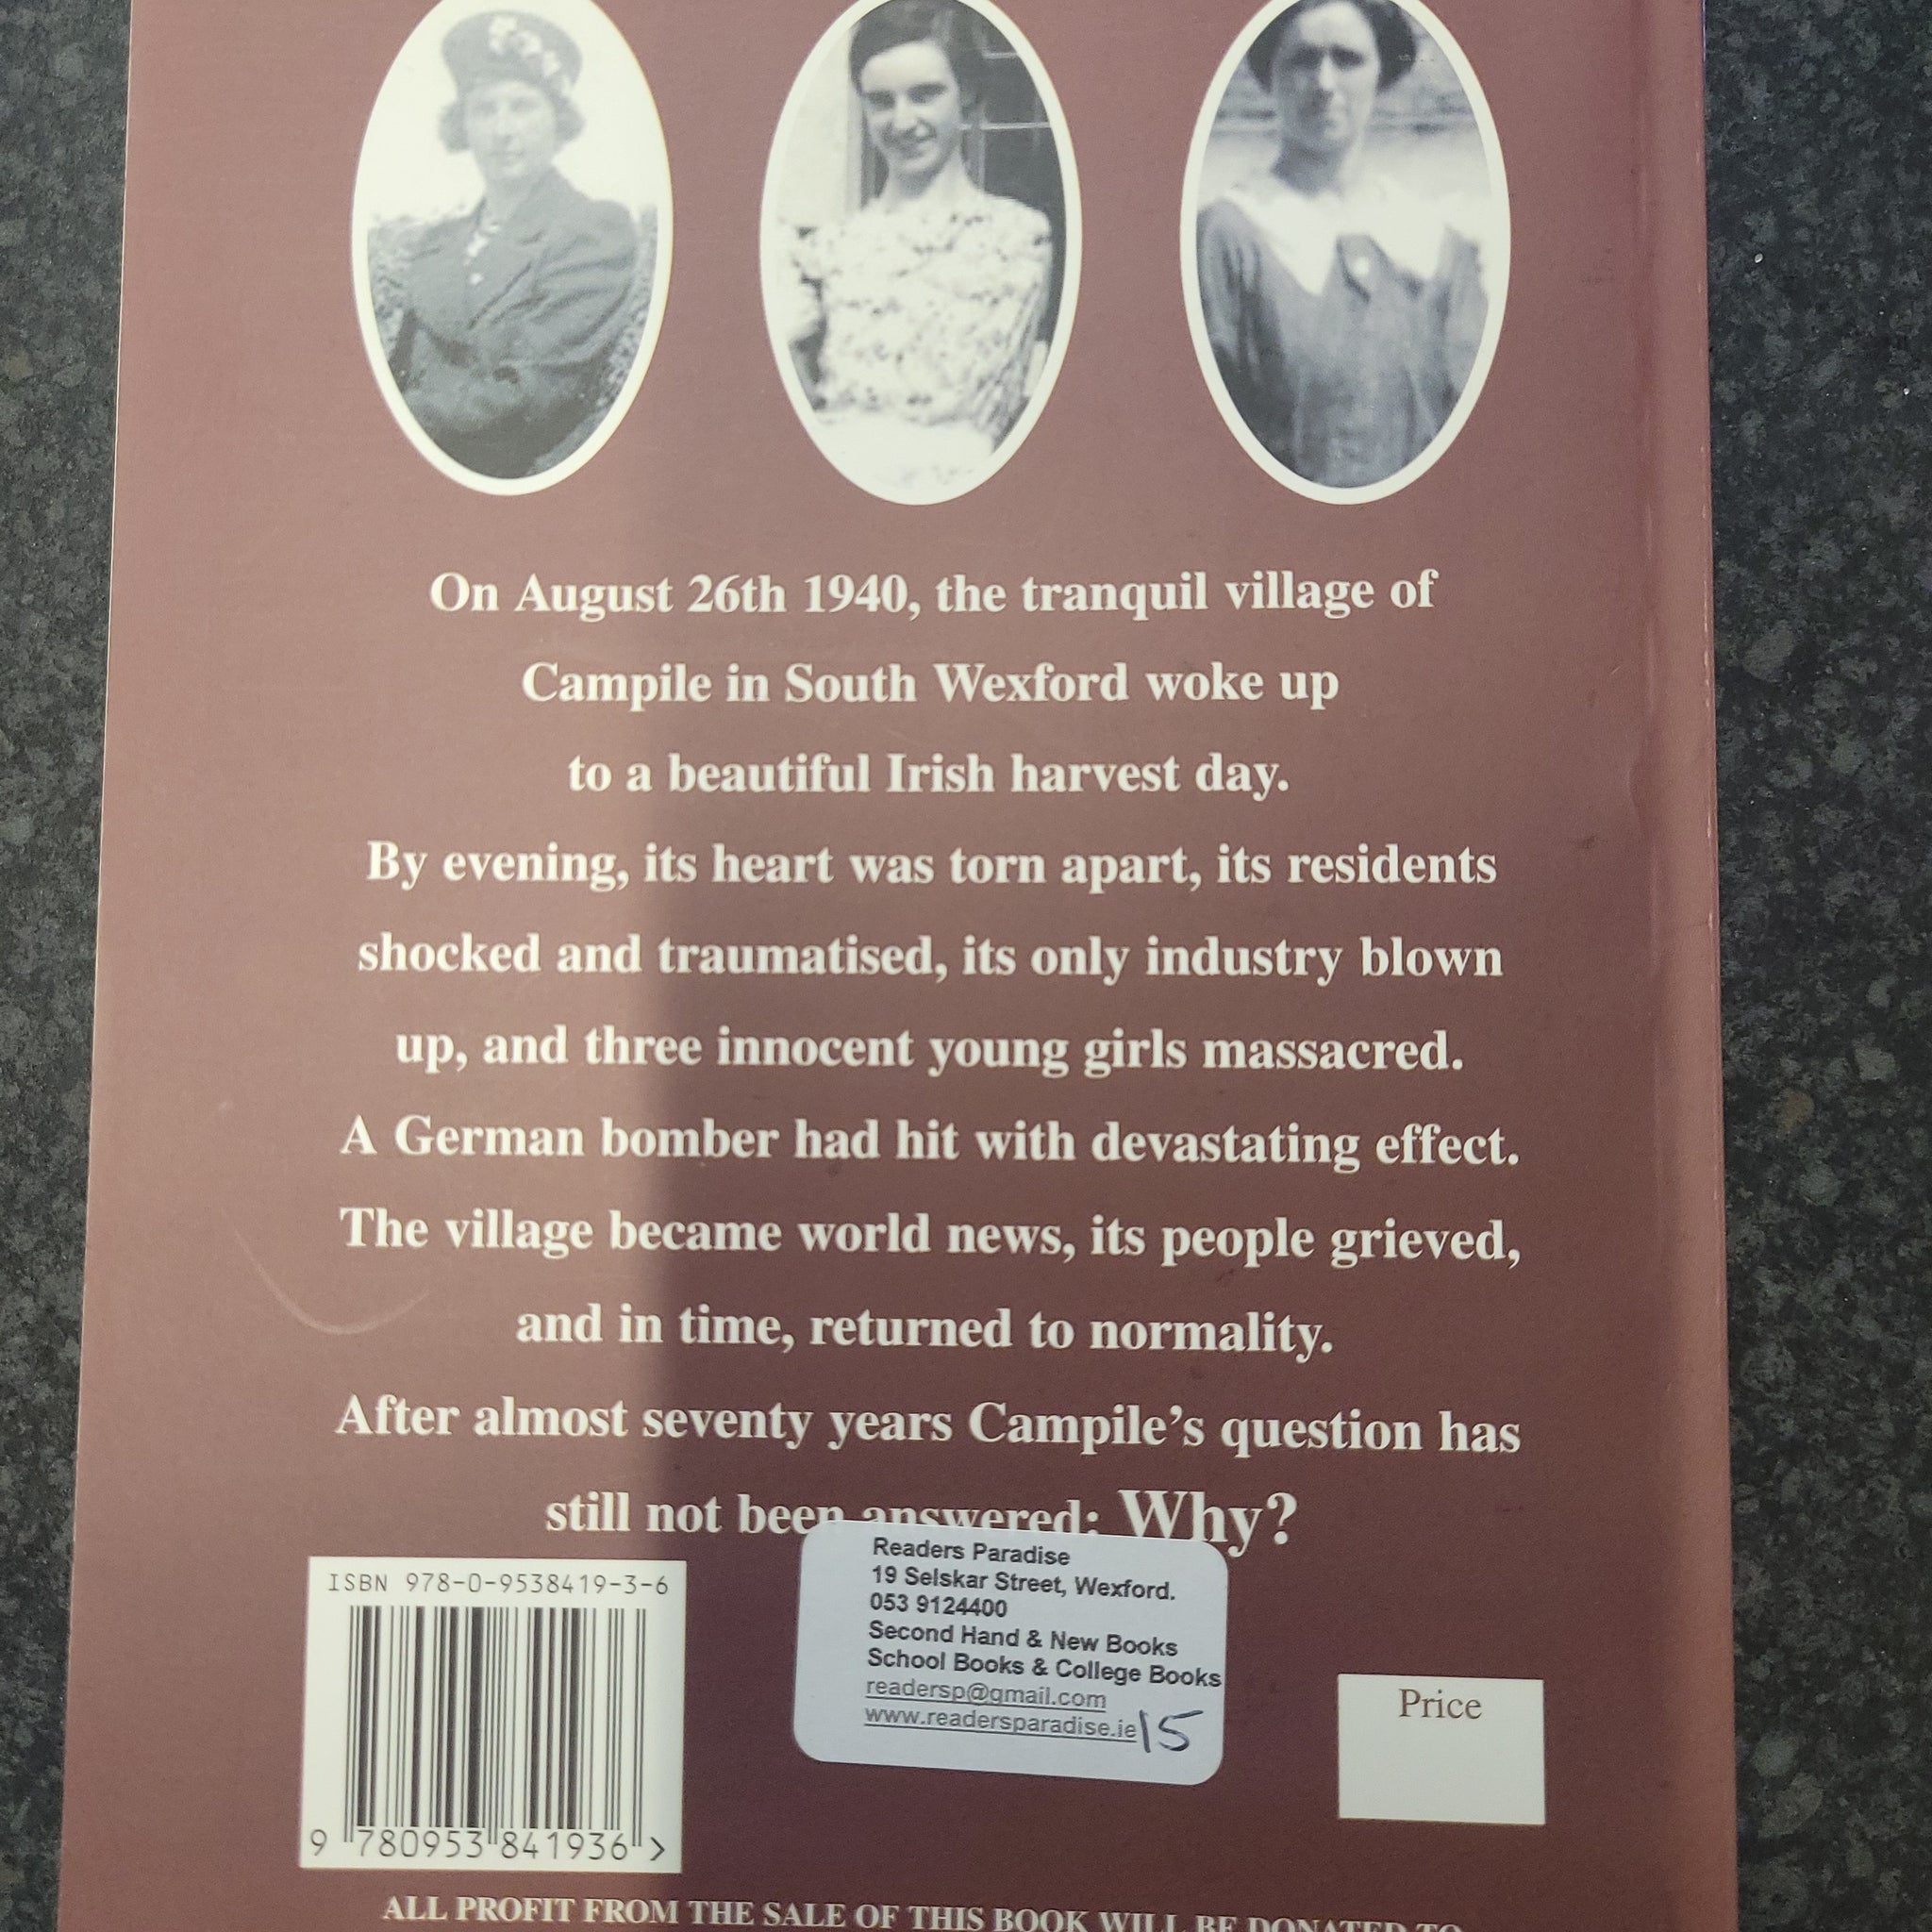 On August 26th 1940, the tranquil village of
Campile in South Wexford woke up
to a beautiful Irish harvest day.
By evening, its heart was torn apart, its residents
shocked and traumatised, its only industry blown
up, and three innocent young girls massacred.
A German bomber had hit with devastating effect.
The village became world news, its people grieved,
and in time, returned to normality.
After almost seventy years Campile's question has
still not been answered: Why?
ISBN 978-0-9538419-3-6
9 780953 841936 >
Readers Paradise
19 Selskar Street, Wexford.
053 9124400
Second Hand & New Books
School Books & College Books
readersp@gmail.com
www.readersparadise.ie 15
Price
ALL PROFIT FROM THE SALE OF THIS BOOK WILL BE DONATED TO